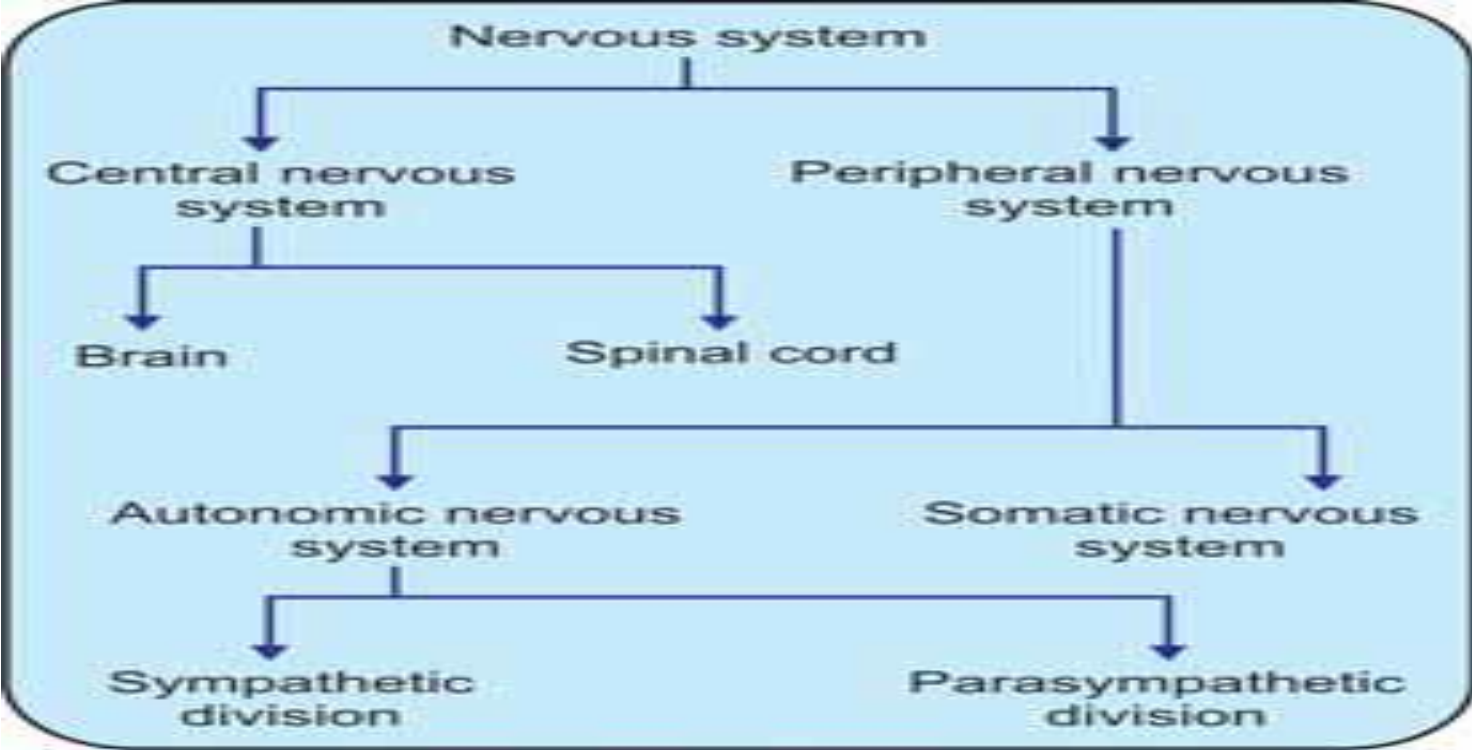 Nervous system
Central nervous
system
Peripheral nervous
system
Brain
Spinal cord
Autonomic nervous
system
Somatic nervous
system
Sympathetic
division
Parasympathetic
division